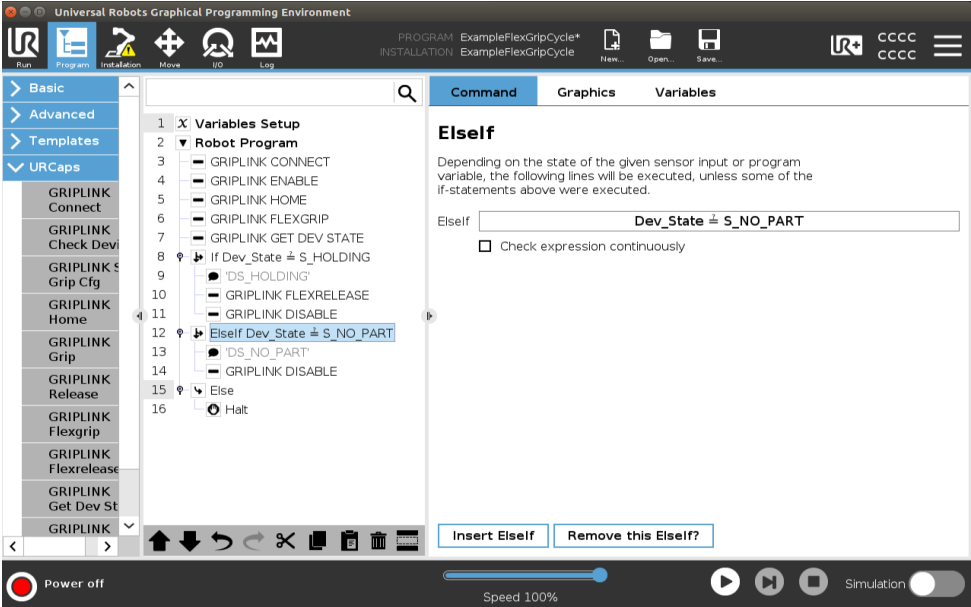 Universal Robots Graphical Programming Environment
PROGRAM ExampleFlexGripCycle*
INSTALLATION ExampleFlexGripCycle
Run
Program
Installation
Move
I/O
Log
New...
Open...
Save...
UR+
CCCC
CCCC
Basic
Advanced
Templates
URCaps
GRIPLINK
Connect
GRIPLINK
Check Devi
GRIPLINK S
Grip Cfg
GRIPLINK
Home
GRIPLINK
Grip
GRIPLINK
Release
GRIPLINK
Flexgrip
GRIPLINK
Flexrelease
GRIPLINK
Get Dev St
GRIPLINK
1 X Variables Setup
2 Robot Program
3 GRIPLINK CONNECT
4 GRIPLINK ENABLE
5 GRIPLINK HOME
6 GRIPLINK FLEXGRIP
7 GRIPLINK GET DEV STATE
8 If Dev_State ≟ S_HOLDING
9 'DS_HOLDING'
10 GRIPLINK FLEXRELEASE
11 GRIPLINK DISABLE
12 ElseIf Dev_State ≟ S_NO_PART
13 'DS_NO_PART'
14 GRIPLINK DISABLE
15 Else
16 Halt
Command Graphics Variables
ElseIf
Depending on the state of the given sensor input or program
variable, the following lines will be executed, unless some of the
if-statements above were executed.
ElseIf Dev_State ≟ S_NO_PART
Check expression continuously
Insert ElseIf Remove this ElseIf?
Power off
Speed 100%
Simulation